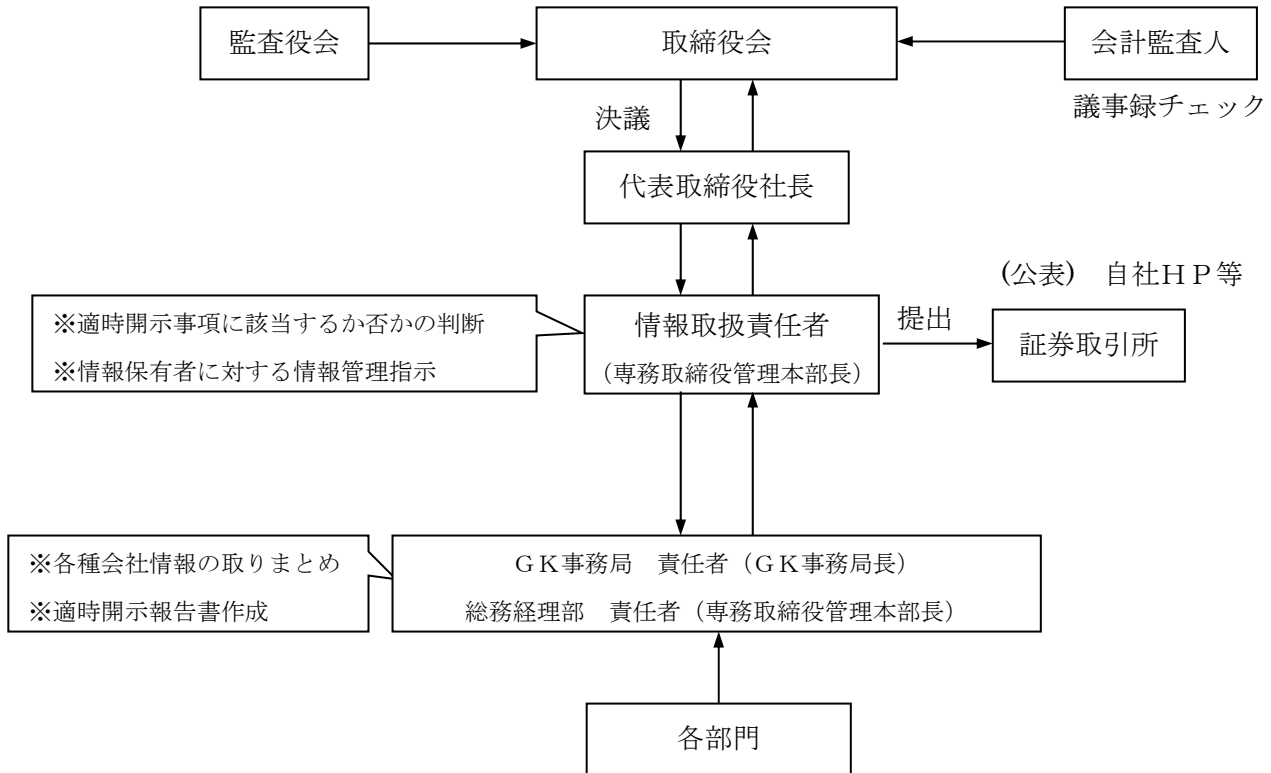 監査役会
取締役会
会計監査人
議事録チェック
決議
代表取締役社長
(公表)　自社ＨＰ等
※適時開示事項に該当するか否かの判断
※情報保有者に対する情報管理指示
情報取扱責任者
（専務取締役管理本部長）
提出
証券取引所
※各種会社情報の取りまとめ
※適時開示報告書作成
ＧＫ事務局　責任者（ＧＫ事務局長）
総務経理部　責任者（専務取締役管理本部長）
各部門